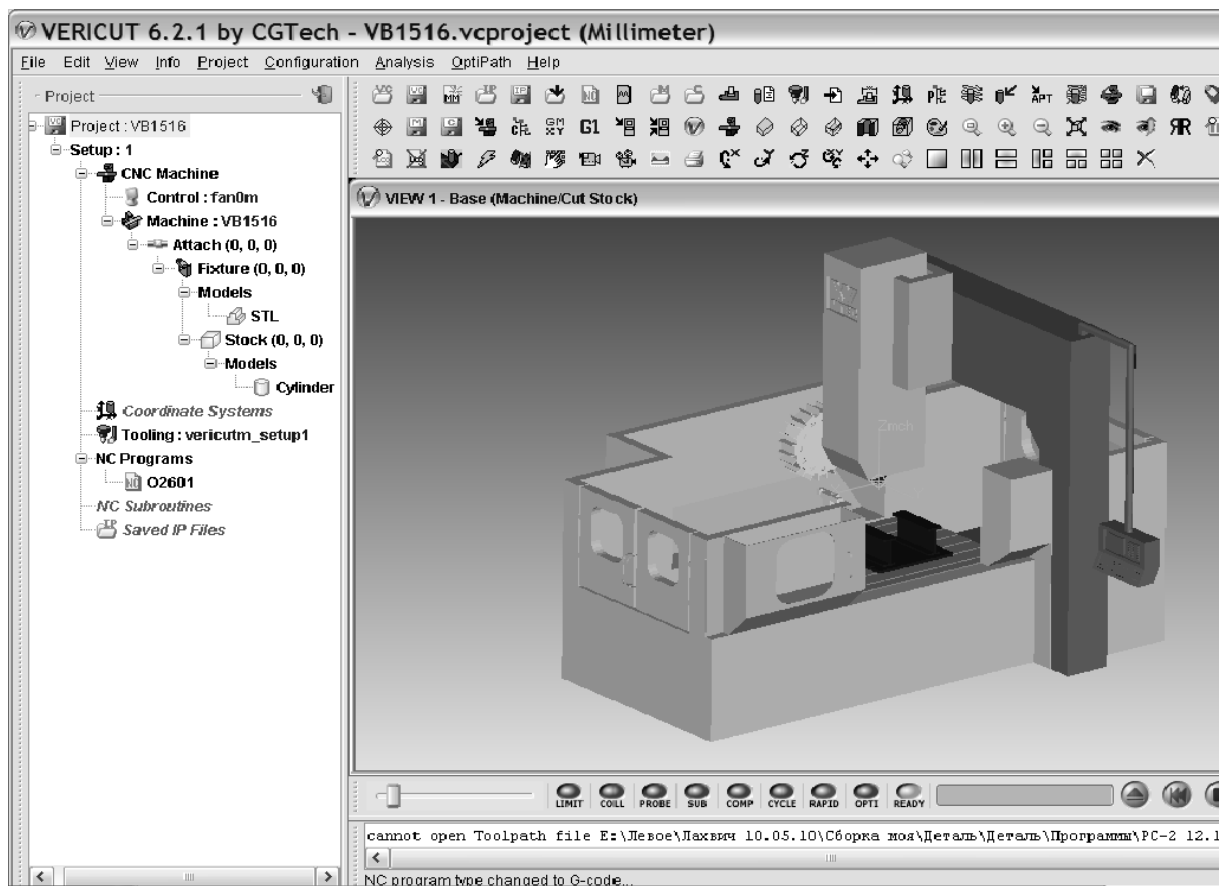 VERICUT 6.2.1 by CGTech - VB1516.vcproject (Millimeter)
File Edit View Info Project Configuration Analysis OptiPath Help
Project
Project : VB1516
Setup : 1
CNC Machine
Control : fan0m
Machine : VB1516
Attach (0, 0, 0)
Fixture (0, 0, 0)
Models
STL
Stock (0, 0, 0)
Models
Cylinder
Coordinate Systems
Tooling : vericutm_setup1
NC Programs
O2601
NC Subroutines
Saved IP Files
G1
APT
VIEW 1 - Base (Machine/Cut Stock)
Zmch
LIMIT COLL PROBE SUB COMP CYCLE RAPID OPTI READY
cannot open Toolpath file E:\Левое\Лахвич 10.05.10\Сборка моя\Деталь\Деталь\Программы\РС-2 12.1
NC program type changed to G-code...